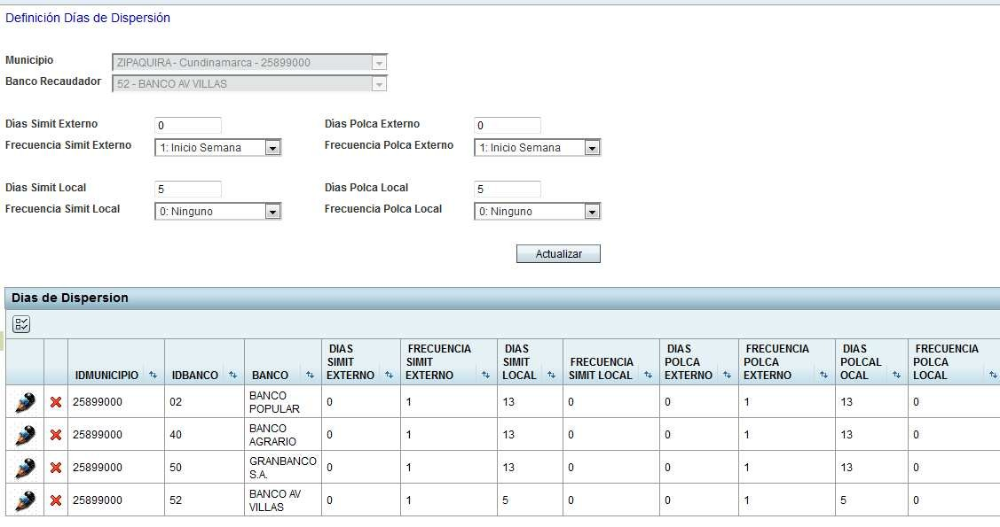 Definición Días de Dispersión
Municipio ZIPAQUIRA - Cundinamarca - 25899000
Banco Recaudador 52 - BANCO AV VILLAS
Días Simit Externo 0 Días Polca Externo 0
Frecuencia Simit Externo 1: Inicio Semana Frecuencia Polca Externo 1: Inicio Semana
Días Simit Local 5 Días Polca Local 5
Frecuencia Simit Local 0: Ninguno Frecuencia Polca Local 0: Ninguno
Actualizar
Dias de Dispersion
IDMUNICIPIO IDBANCO BANCO DIAS SIMIT EXTERNO FRECUENCIA SIMIT EXTERNO DIAS SIMIT LOCAL FRECUENCIA SIMIT LOCAL DIAS POLCA EXTERNO FRECUENCIA POLCA EXTERNO DIAS POLCAL OCAL FRECUENCIA POLCA LOCAL
25899000 02 BANCO POPULAR 0 1 13 0 0 1 13 0
25899000 40 BANCO AGRARIO 0 1 13 0 0 1 13 0
25899000 50 GRANBANCO S.A. 0 1 13 0 0 1 13 0
25899000 52 BANCO AV VILLAS 0 1 5 0 0 1 5 0